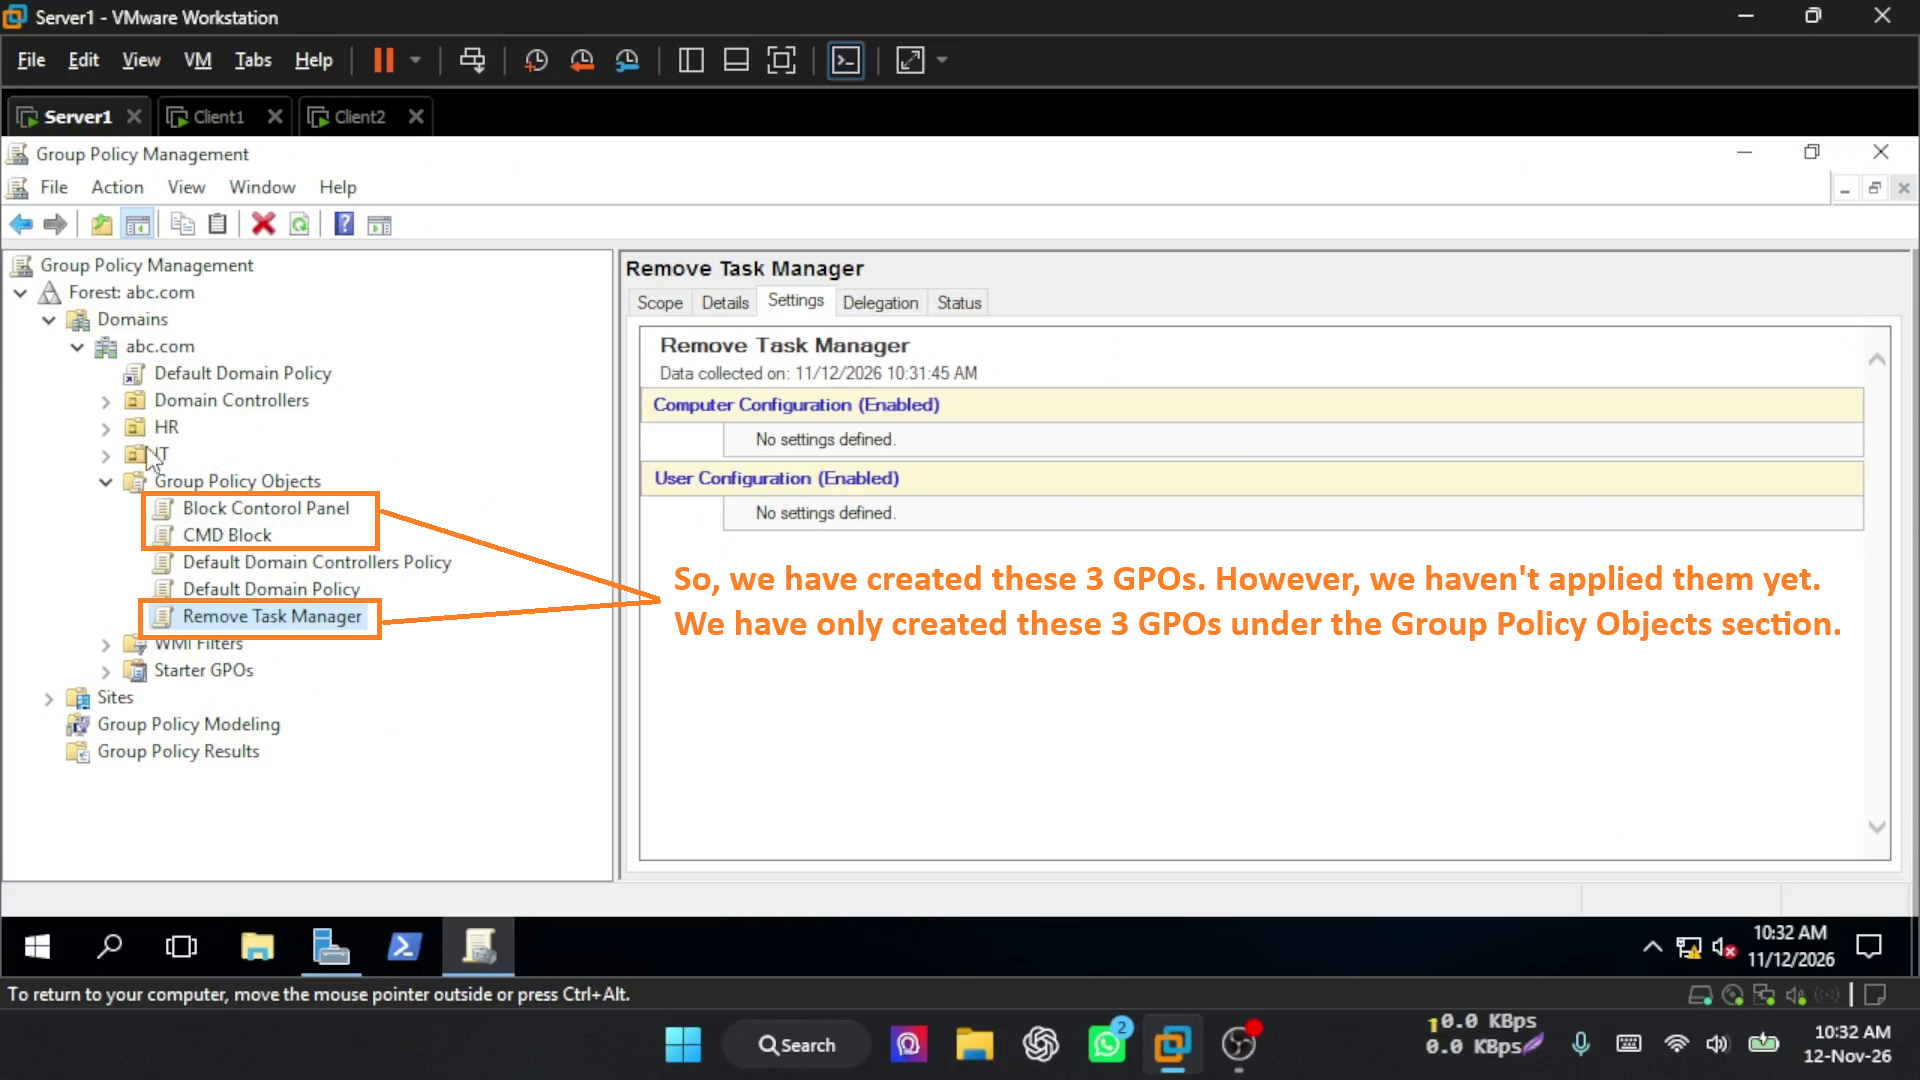 Server1 - VMware Workstation
File Edit View VM Tabs Help
Server1 Client1 Client2
Group Policy Management
File Action View Window Help
Group Policy Management
Forest: abc.com
Domains
abc.com
Default Domain Policy
Domain Controllers
HR
IT
Group Policy Objects
Block Contorol Panel
CMD Block
Default Domain Controllers Policy
Default Domain Policy
Remove Task Manager
WMI Filters
Starter GPOs
Sites
Group Policy Modeling
Group Policy Results
Remove Task Manager
Scope Details Settings Delegation Status
Remove Task Manager
Data collected on: 11/12/2026 10:31:45 AM
Computer Configuration (Enabled)
No settings defined.
User Configuration (Enabled)
No settings defined.
So, we have created these 3 GPOs. However, we haven't applied them yet.
We have only created these 3 GPOs under the Group Policy Objects section.
10:32 AM
11/12/2026
To return to your computer, move the mouse pointer outside or press Ctrl+Alt.
Search
2
0.0 KBps
0.0 KBps
10:32 AM
12-Nov-26